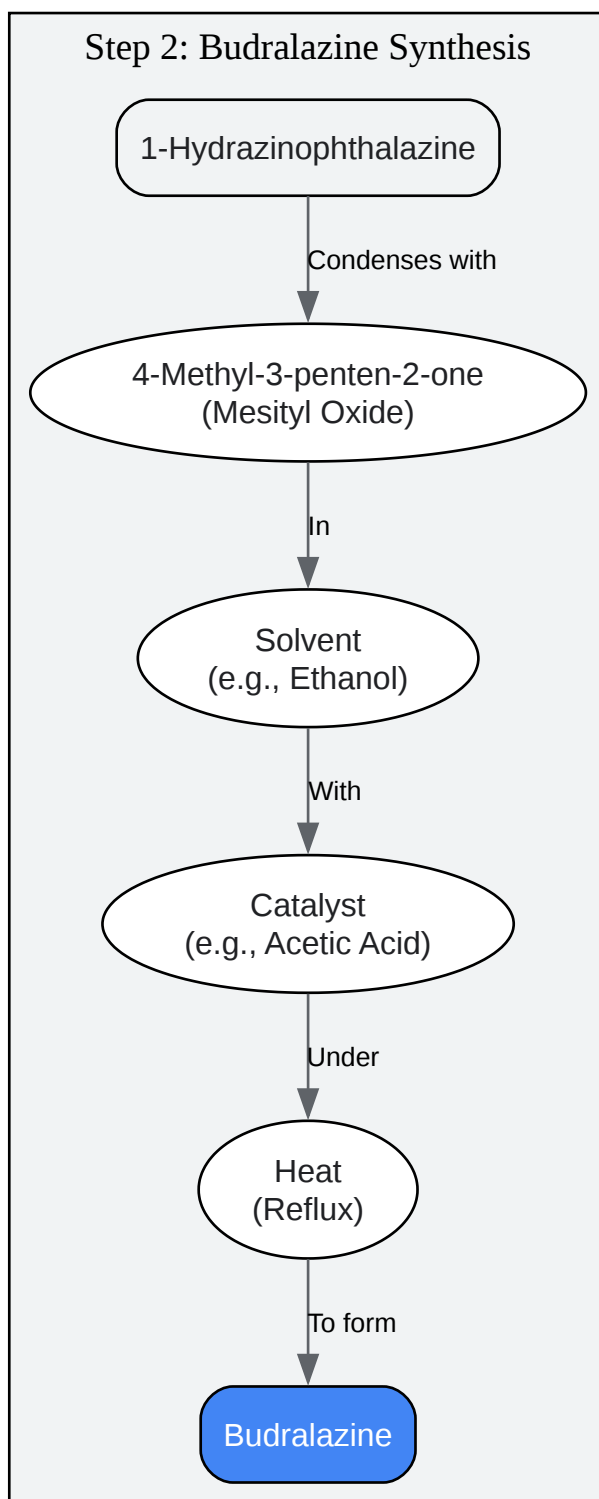 Step 2: Budralazine Synthesis
1-Hydrazinophthalazine
Condenses with
4-Methyl-3-penten-2-one
(Mesityl Oxide)
In
Solvent
(e.g., Ethanol)
With
Catalyst
(e.g., Acetic Acid)
Under
Heat
(Reflux)
To form
Budralazine